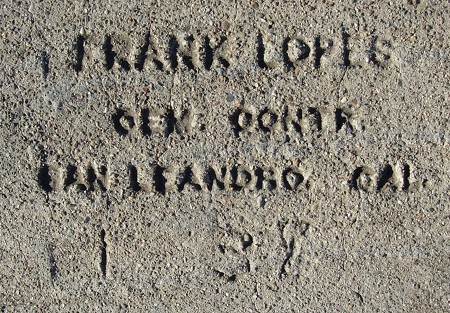 FRANK LOPES
GEN. CONTR.
SAN LEANDRO, CAL.